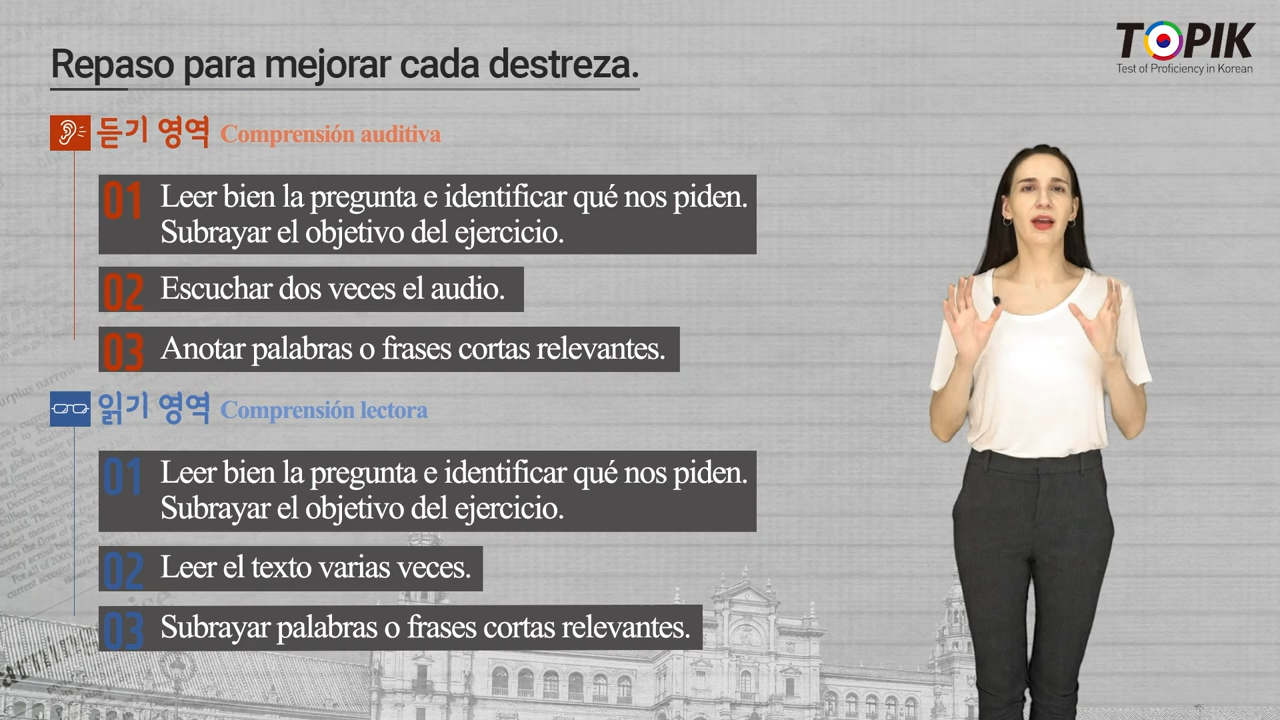 Repaso para mejorar cada destreza.
TOPIK
Test of Proficiency in Korean
듣기 영역 Comprensión auditiva
01 Leer bien la pregunta e identificar qué nos piden.
Subrayar el objetivo del ejercicio.
02 Escuchar dos veces el audio.
03 Anotar palabras o frases cortas relevantes.
읽기 영역 Comprensión lectora
01 Leer bien la pregunta e identificar qué nos piden.
Subrayar el objetivo del ejercicio.
02 Leer el texto varias veces.
03 Subrayar palabras o frases cortas relevantes.